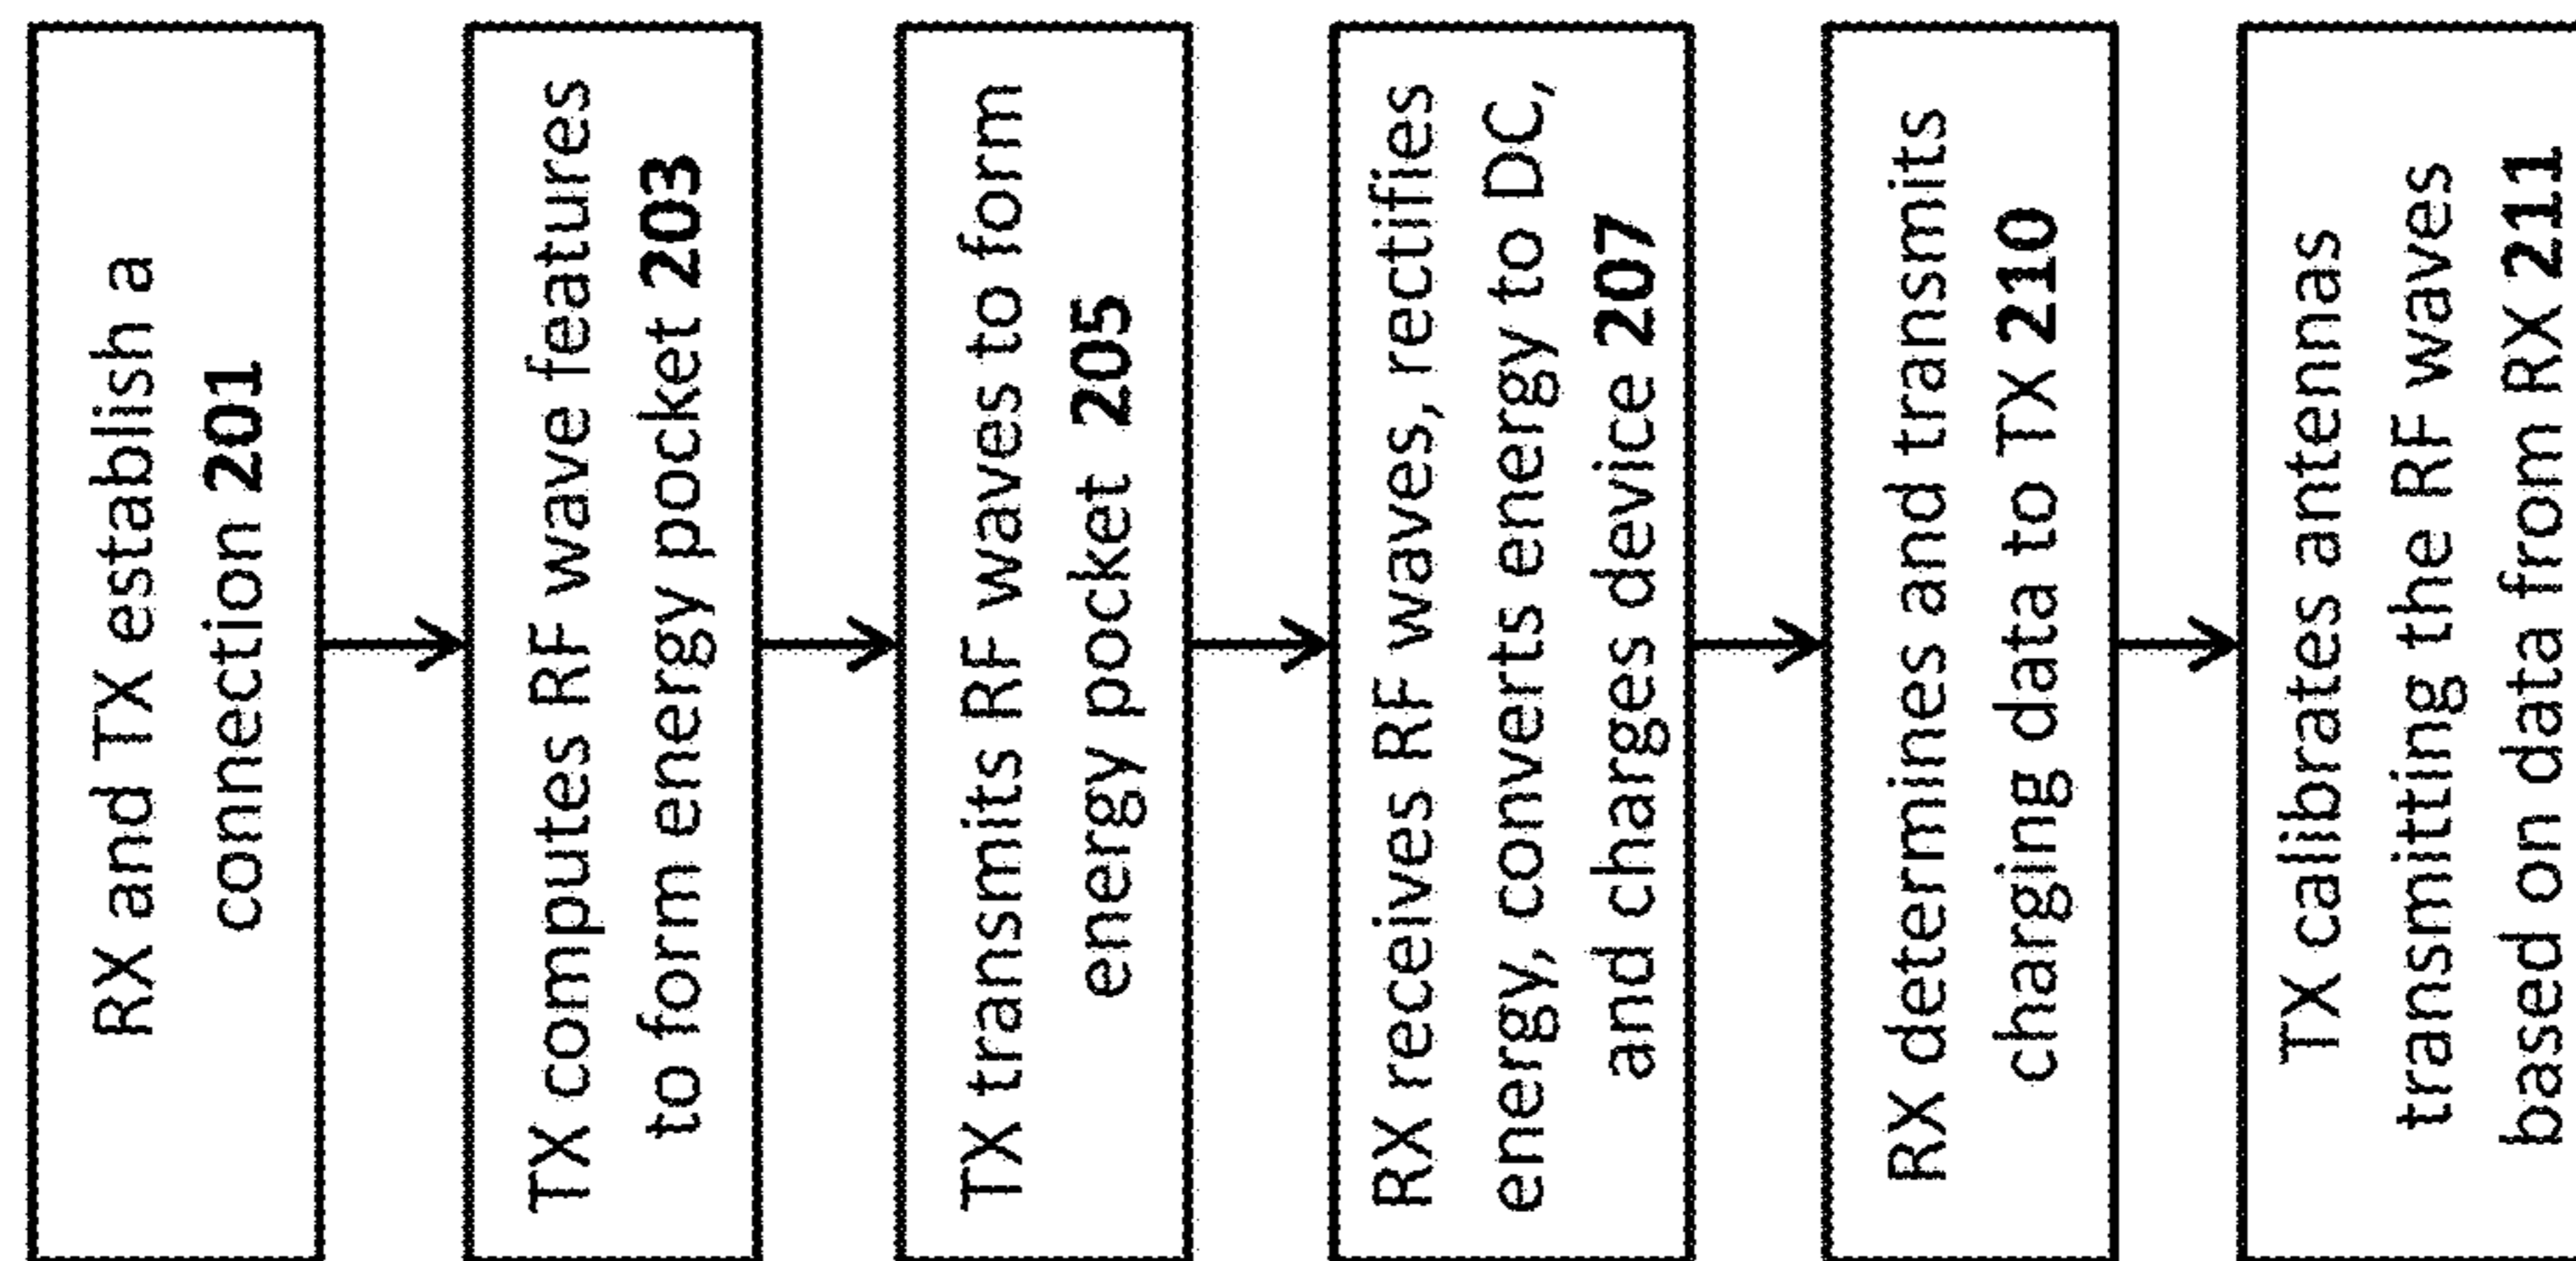 RX and TX establish a
connection 201
TX computes RF wave features
to form energy pocket 203
TX transmits RF waves to form
energy pocket 205
RX receives RF waves, rectifies
energy, converts energy to DC,
and charges device 207
RX determines and transmits
charging data to TX 210
TX calibrates antennas
transmitting the RF waves
based on data from RX 211